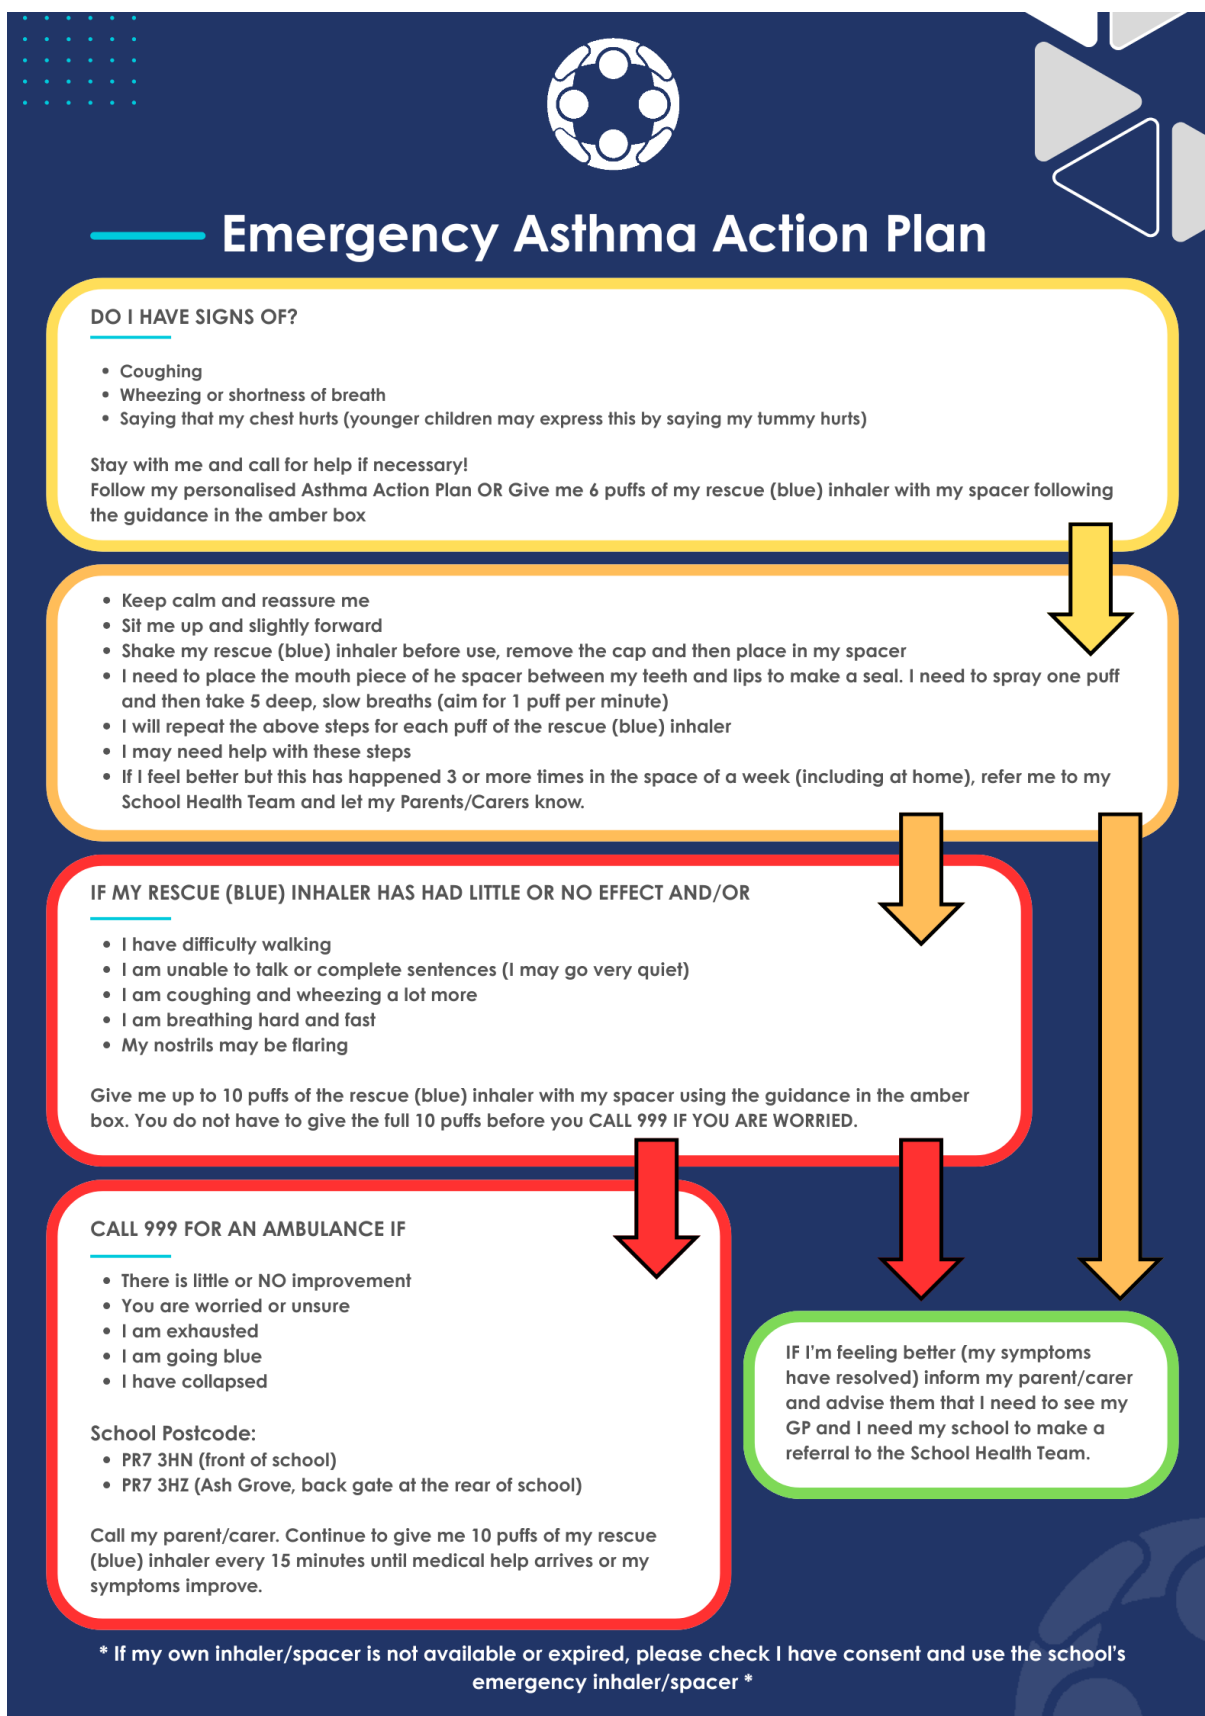 Emergency Asthma Action Plan
DO I HAVE SIGNS OF?
• Coughing
• Wheezing or shortness of breath
• Saying that my chest hurts (younger children may express this by saying my tummy hurts)
Stay with me and call for help if necessary!
Follow my personalised Asthma Action Plan OR Give me 6 puffs of my rescue (blue) inhaler with my spacer following
the guidance in the amber box
• Keep calm and reassure me
• Sit me up and slightly forward
• Shake my rescue (blue) inhaler before use, remove the cap and then place in my spacer
• I need to place the mouth piece of he spacer between my teeth and lips to make a seal. I need to spray one puff
and then take 5 deep, slow breaths (aim for 1 puff per minute)
• I will repeat the above steps for each puff of the rescue (blue) inhaler
• I may need help with these steps
• If I feel better but this has happened 3 or more times in the space of a week (including at home), refer me to my
School Health Team and let my Parents/Carers know.
IF MY RESCUE (BLUE) INHALER HAS HAD LITTLE OR NO EFFECT AND/OR
• I have difficulty walking
• I am unable to talk or complete sentences (I may go very quiet)
• I am coughing and wheezing a lot more
• I am breathing hard and fast
• My nostrils may be flaring
Give me up to 10 puffs of the rescue (blue) inhaler with my spacer using the guidance in the amber
box. You do not have to give the full 10 puffs before you CALL 999 IF YOU ARE WORRIED.
CALL 999 FOR AN AMBULANCE IF
• There is little or NO improvement
• You are worried or unsure
• I am exhausted
• I am going blue
• I have collapsed
School Postcode:
• PR7 3HN (front of school)
• PR7 3HZ (Ash Grove, back gate at the rear of school)
Call my parent/carer. Continue to give me 10 puffs of my rescue
(blue) inhaler every 15 minutes until medical help arrives or my
symptoms improve.
IF I'm feeling better (my symptoms
have resolved) inform my parent/carer
and advise them that I need to see my
GP and I need my school to make a
referral to the School Health Team.
* If my own inhaler/spacer is not available or expired, please check I have consent and use the school's
emergency inhaler/spacer *